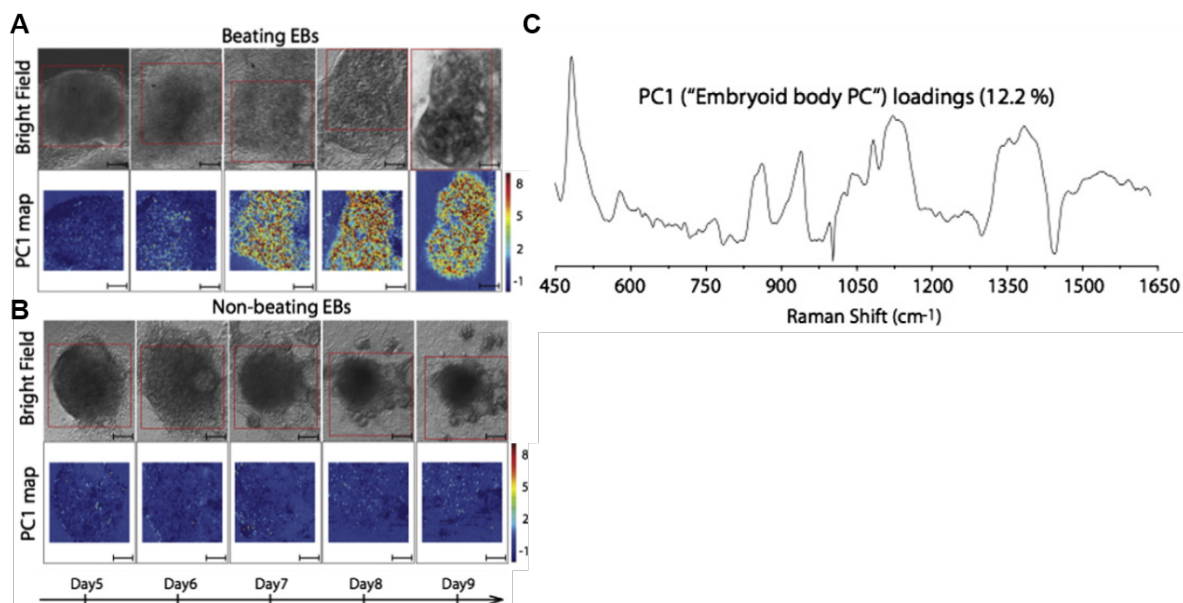 A
Beating EBs
Bright Field
PC1 map
8
5
2
-1
B
Non-beating EBs
Bright Field
PC1 map
8
5
2
-1
Day5 Day6 Day7 Day8 Day9
C
PC1 ("Embryoid body PC") loadings (12.2 %)
450 600 750 900 1050 1200 1350 1500 1650
Raman Shift (cm-1)